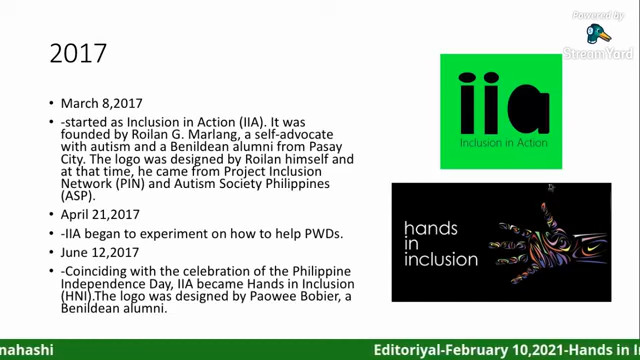 Powered by
StreamYard
2017
• March 8,2017
• -started as Inclusion in Action (IIA). It was
founded by Roilan G. Marlang, a self-advocate
with autism and a Benildean alumni from Pasay
City. The logo was designed by Roilan himself and
at that time, he came from Project Inclusion
Network (PIN) and Autism Society Philippines
(ASP).
• April 21,2017
• -IIA began to experiment on how to help PWDs.
• June 12,2017
• -Coinciding with the celebration of the Philippine
Independence Day, IIA became Hands in Inclusion
(HNI).The logo was designed by Paowee Bobier, a
Benildean alumni.
iia
Inclusion in Action
hands
in
inclusion
nahashi Editoriyal-February 10,2021-Hands in I